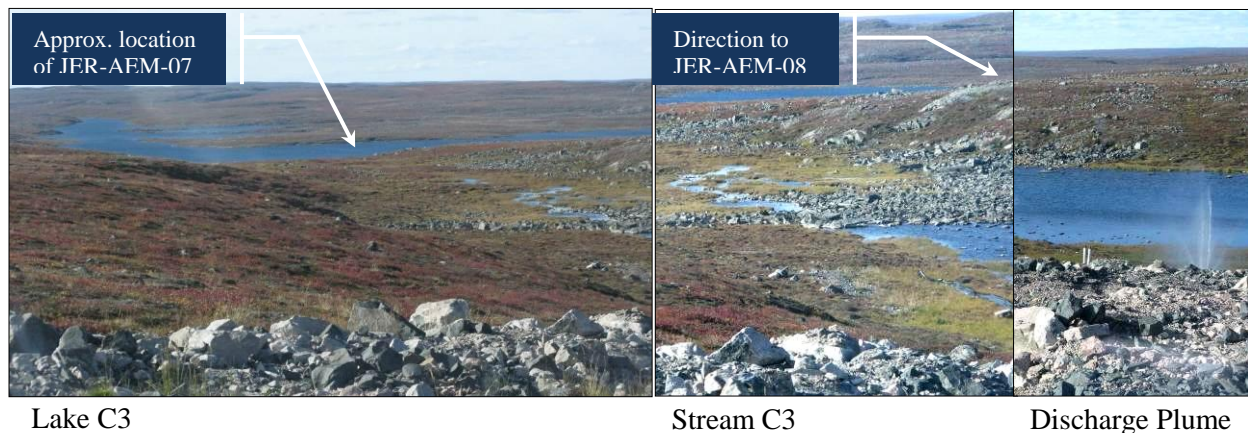 Approx. location
of JER-AEM-07
Direction to
JER-AEM-08
Lake C3
Stream C3
Discharge Plume